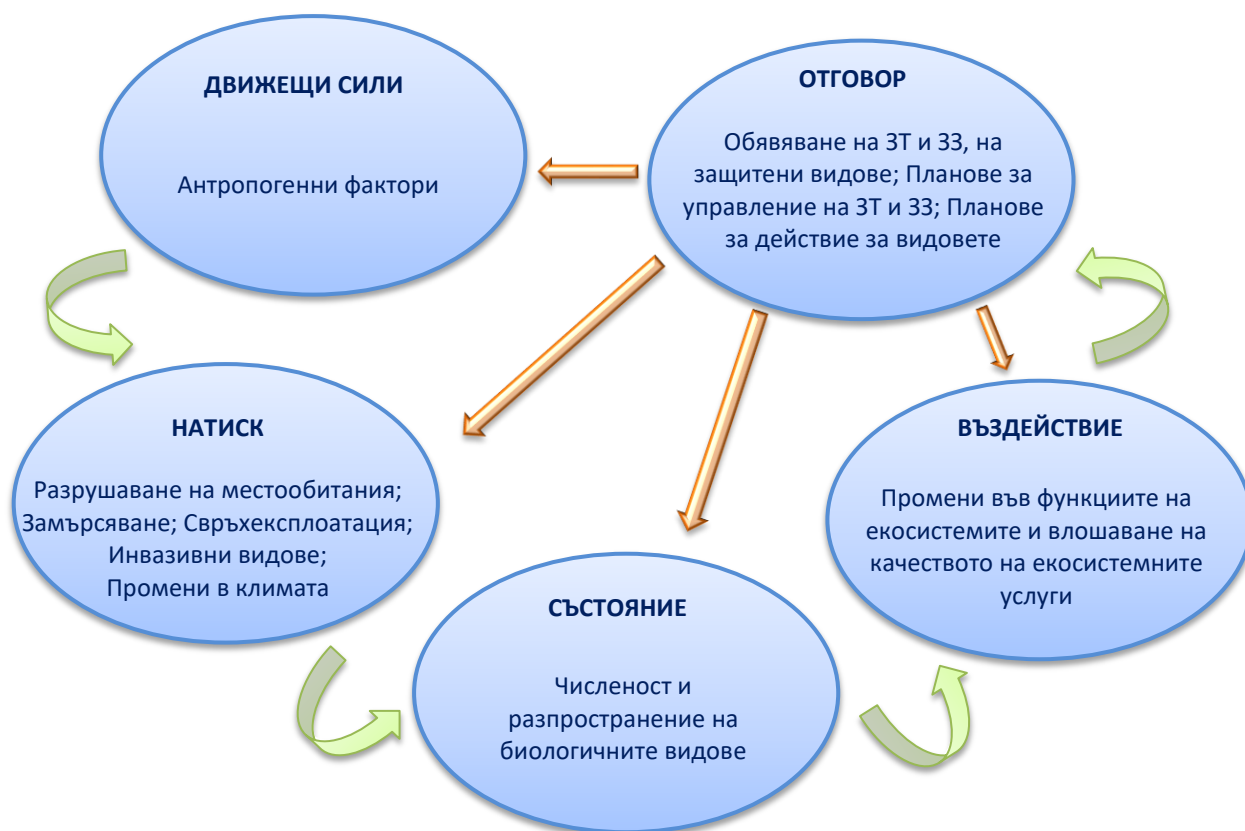 ДВИЖЕЩИ СИЛИ
Антропогенни фактори
ОТГОВОР
Обявяване на ЗТ и ЗЗ, на
защитени видове; Планове за
управление на ЗТ и ЗЗ; Планове
за действие за видовете
НАТИСК
Разрушаване на местообитания;
Замърсяване; Свръхексплоатация;
Инвазивни видове;
Промени в климата
СЪСТОЯНИЕ
Численост и
разпространение на
биологичните видове
ВЪЗДЕЙСТВИЕ
Промени във функциите на
екосистемите и влошаване на
качеството на екосистемните
услуги